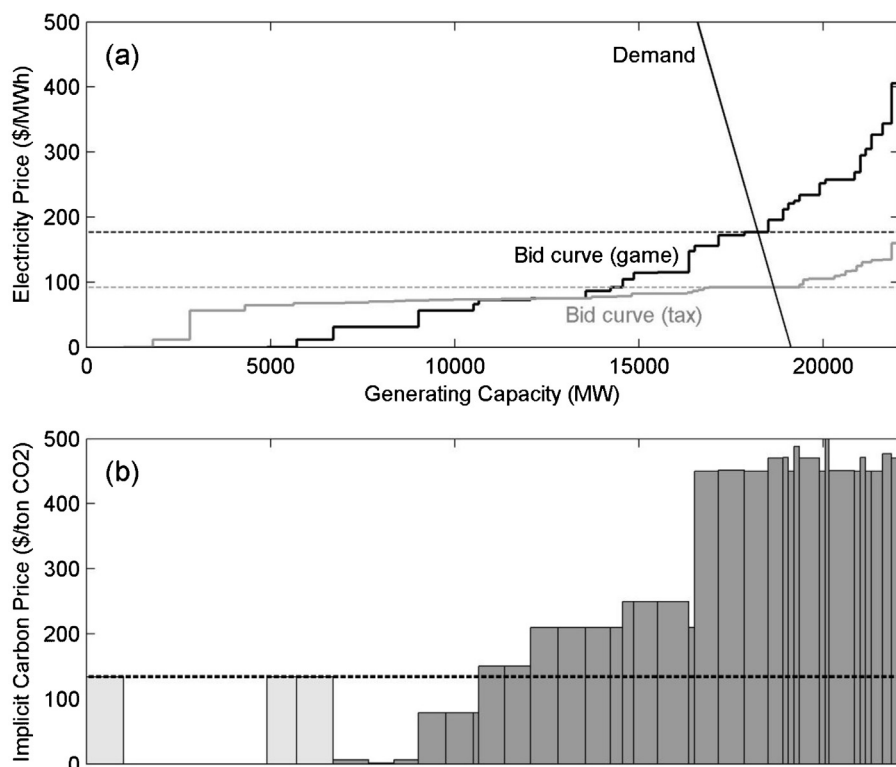 500
(a)
Demand
400
300
200
Bid curve (game)
100
Bid curve (tax)
0
Electricity Price ($/MWh)
0 5000 10000 15000 20000
Generating Capacity (MW)
500
(b)
400
300
200
100
0
Implicit Carbon Price ($/ton CO2)